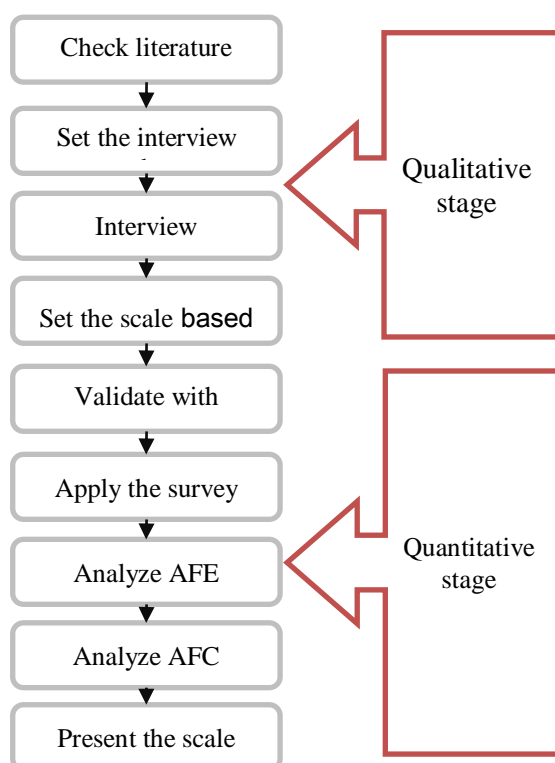 Check literature
Set the interview
Interview
Set the scale based
Validate with
Apply the survey
Analyze AFE
Analyze AFC
Present the scale
Qualitative
stage
Quantitative
stage